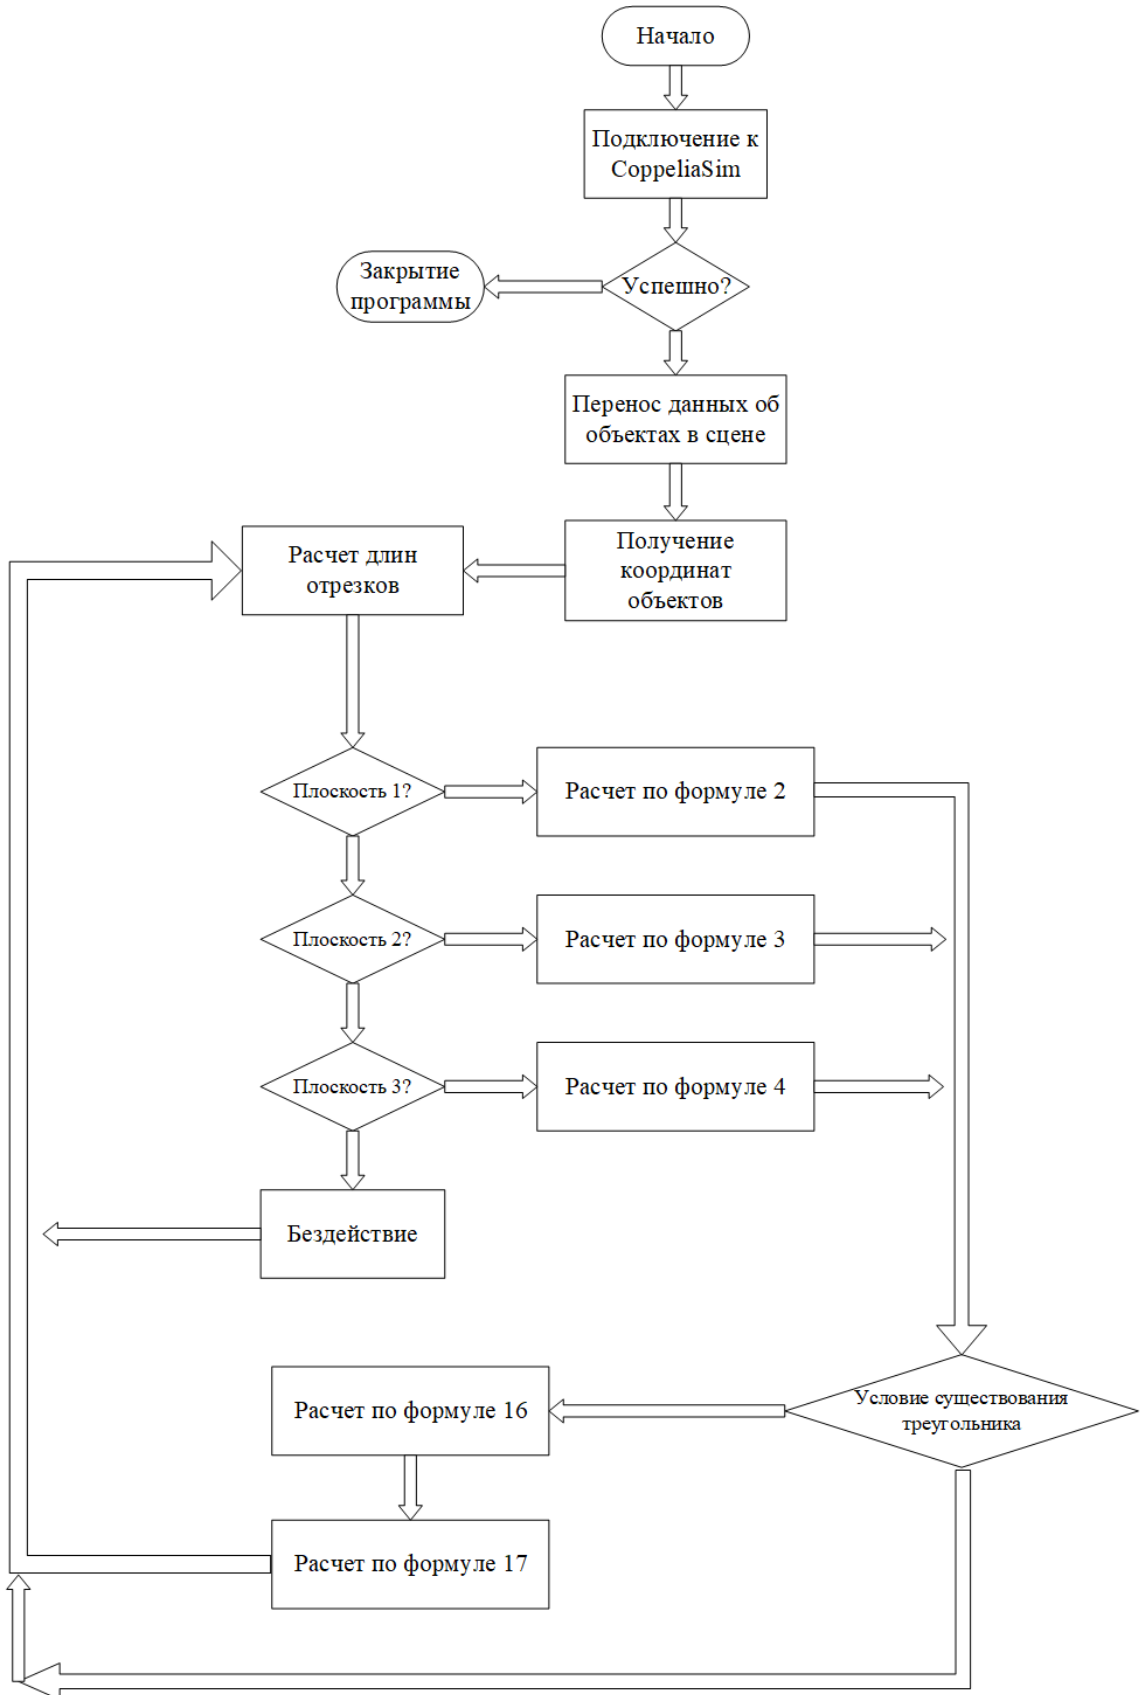 Начало
Подключение к
CoppeliaSim
Успешно?
Закрытие
программы
Перенос данных об
объектах в сцене
Получение
координат
объектов
Расчет длин
отрезков
Плоскость 1?
Расчет по формуле 2
Плоскость 2?
Расчет по формуле 3
Плоскость 3?
Расчет по формуле 4
Бездействие
Условие существования
треугольника
Расчет по формуле 16
Расчет по формуле 17